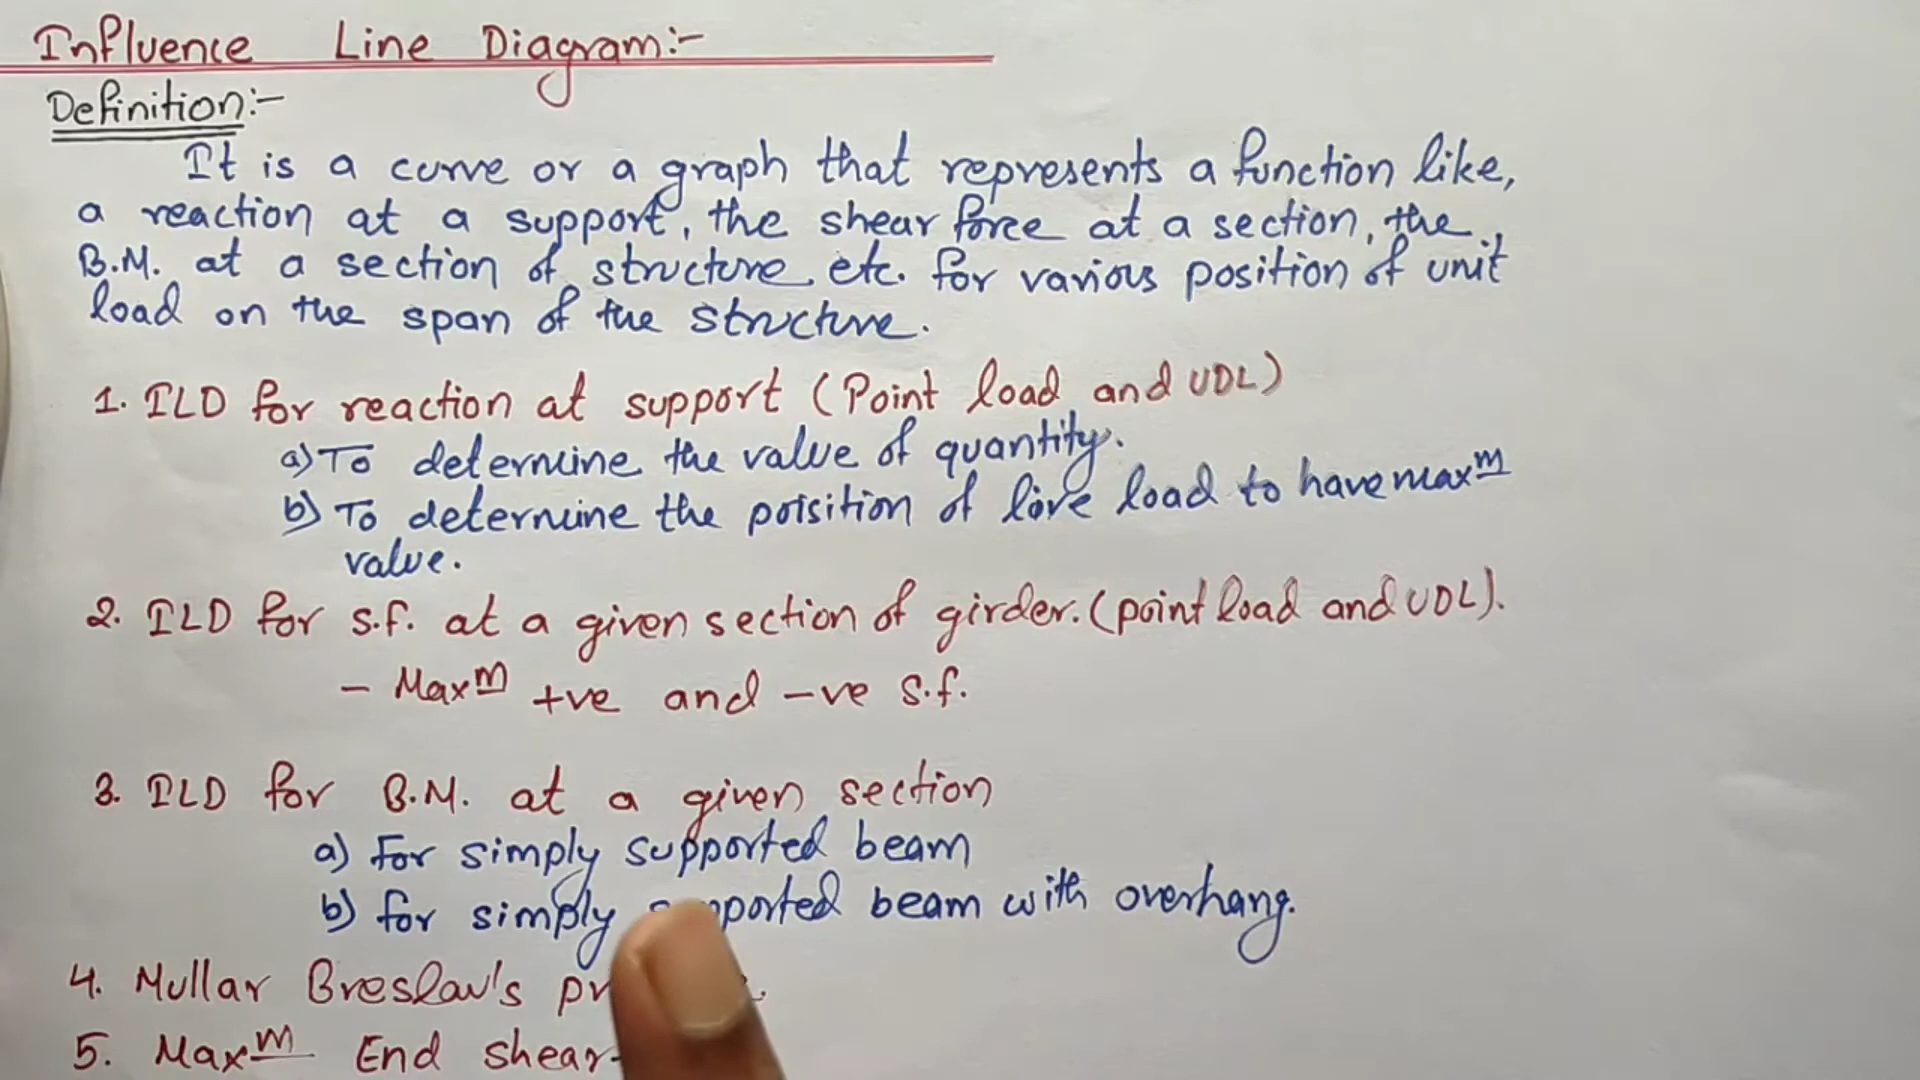 Influence Line Diagram:-
Definition:-
It is a curve or a graph that represents a function like,
a reaction at a support, the shear force at a section, the
B.M. at a section of structure etc. for various position of unit
load on the span of the structure.
1. ILD for reaction at support (Point load and UDL)
a) To determine the value of quantity.
b) To determine the poisition of live load to have maxm
value.
2. ILD for s.f. at a given section of girder. (point load and UDL).
- Maxm +ve and -ve s.f.
3. ILD for B.M. at a given section
a) For simply supported beam
b) for simply beam with overhang.
4. Mullar Breslau's
5. Maxm End shear